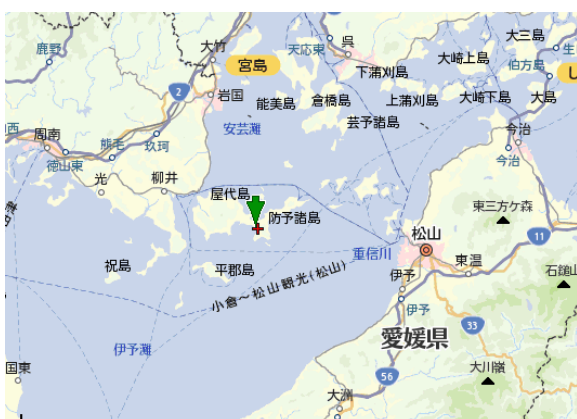 大三島
呉
天応東
大崎上島
生
大竹
鹿野
宮島
下蒲刈島
伯方島
し
2
岩国
能美島
倉橋島
上蒲刈島
大崎下島
大島
安芸灘
芸予諸島
西
周南
今治
徳山東
熊毛
玖珂
今治
光
柳井
屋代島
防予諸島
東三方ケ森
松山
11
重信川
祝島
平郡島
伊予
東温
石鎚山
小倉～松山観光(松山)
伊予
33
伊予灘
愛媛県
国東
56
大川嶺
大洲